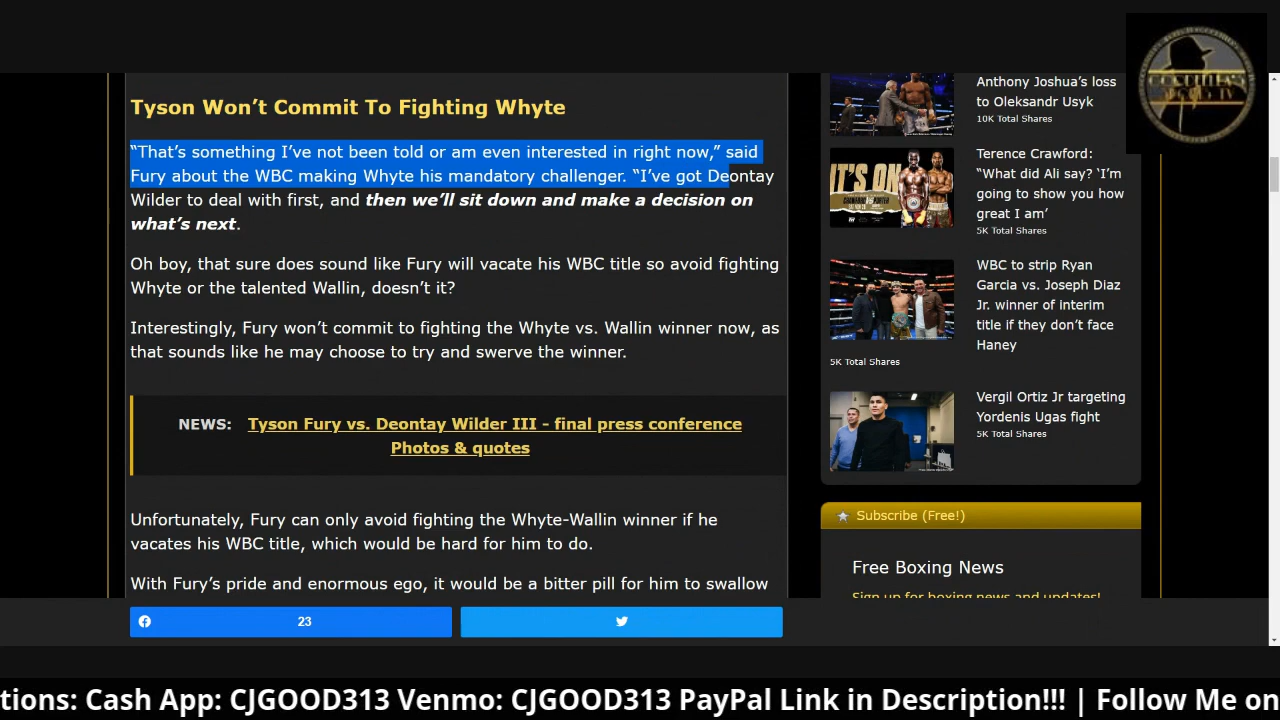 Tyson Won’t Commit To Fighting Whyte
“That’s something I’ve not been told or am even interested in right now,” said
Fury about the WBC making Whyte his mandatory challenger. “I’ve got Deontay
Wilder to deal with first, and then we’ll sit down and make a decision on
what’s next.
Oh boy, that sure does sound like Fury will vacate his WBC title so avoid fighting
Whyte or the talented Wallin, doesn’t it?
Interestingly, Fury won’t commit to fighting the Whyte vs. Wallin winner now, as
that sounds like he may choose to try and swerve the winner.
NEWS: Tyson Fury vs. Deontay Wilder III - final press conference
Photos & quotes
Unfortunately, Fury can only avoid fighting the Whyte-Wallin winner if he
vacates his WBC title, which would be hard for him to do.
With Fury’s pride and enormous ego, it would be a bitter pill for him to swallow
23
Anthony Joshua’s loss
to Oleksandr Usyk
10K Total Shares
IT'S ON
Terence Crawford:
“What did Ali say? ‘I’m
going to show you how
great I am’
5K Total Shares
WBC to strip Ryan
Garcia vs. Joseph Diaz
Jr. winner of interim
title if they don’t face
Haney
5K Total Shares
Vergil Ortiz Jr targeting
Yordenis Ugas fight
5K Total Shares
Subscribe (Free!)
Free Boxing News
Sign up for boxing news and updates!
tions: Cash App: CJGOOD313 Venmo: CJGOOD313 PayPal Link in Description!!! | Follow Me on